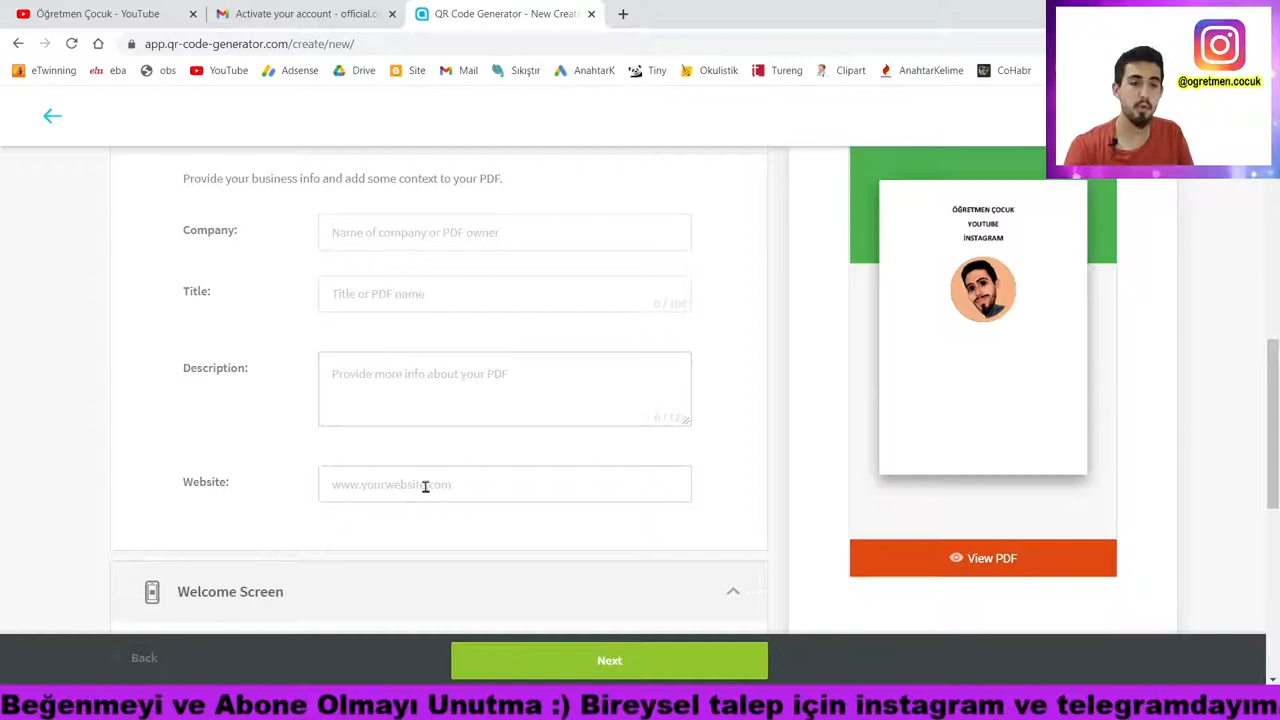 Öğretmen Çocuk - YouTube
Activate your account - official.o
QR Code Generator - New Create
app.qr-code-generator.com/create/new/
eTwinning
eba
obs
YouTube
Adsense
Drive
Site
Mail
Sıkıştır
AnahtarK
Tiny
Okulistik
Tureng
Clipart
AnahtarKelime
CoHabr
@ogretmen.cocuk
Provide your business info and add some context to your PDF.
Company:
Name of company or PDF owner
Title:
Title or PDF name
0 / 100
Description:
Provide more info about your PDF
Website:
www.yourwebsite.com
ÖĞRETMEN ÇOCUK
YOUTUBE
İNSTAGRAM
View PDF
Welcome Screen
Back
Next
Beğenmeyi ve Abone Olmayı Unutma :) Bireysel talep için instagram ve telegramdayım